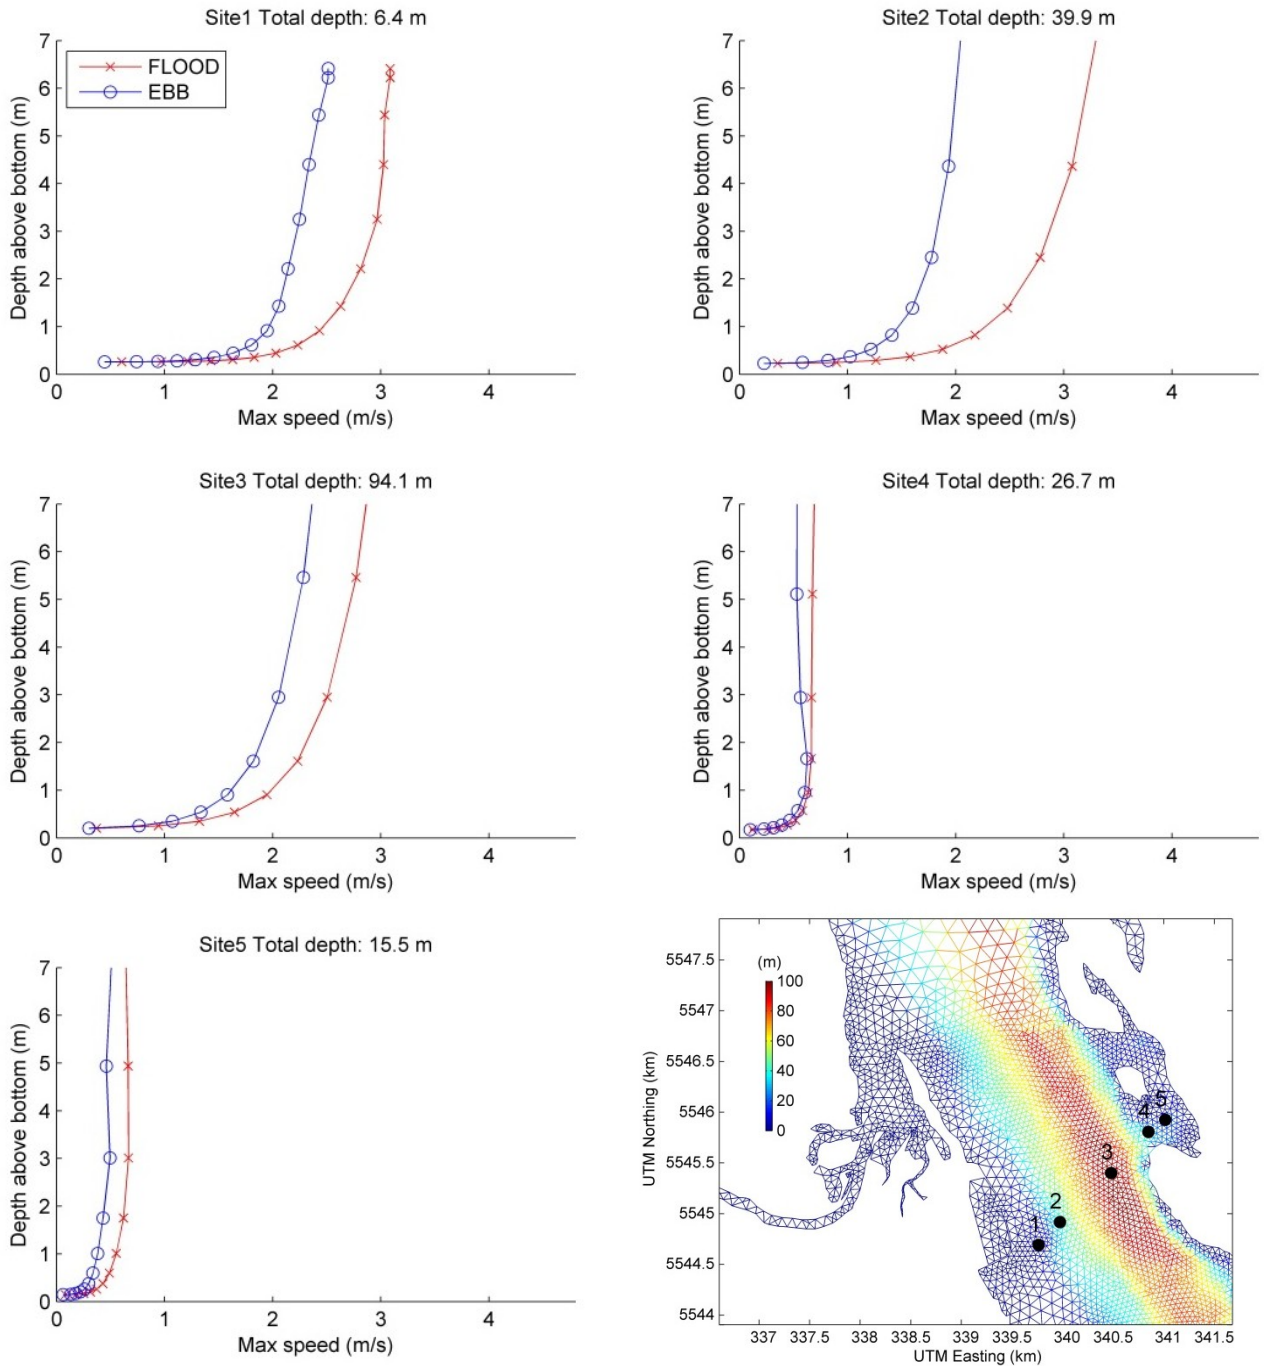 Site1 Total depth: 6.4 m
Depth above bottom (m)
7
6
5
4
3
2
1
0
FLOOD
EBB
0 1 2 3 4
Max speed (m/s)
Site2 Total depth: 39.9 m
Depth above bottom (m)
7
6
5
4
3
2
1
0
0 1 2 3 4
Max speed (m/s)
Site3 Total depth: 94.1 m
Depth above bottom (m)
7
6
5
4
3
2
1
0
0 1 2 3 4
Max speed (m/s)
Site4 Total depth: 26.7 m
Depth above bottom (m)
7
6
5
4
3
2
1
0
0 1 2 3 4
Max speed (m/s)
Site5 Total depth: 15.5 m
Depth above bottom (m)
7
6
5
4
3
2
1
0
0 1 2 3 4
Max speed (m/s)
UTM Northing (km)
5547.5
5547
5546.5
5546
5545.5
5545
5544.5
5544
(m)
100
80
60
40
20
0
5
4
3
2
1
337 337.5 338 338.5 339 339.5 340 340.5 341 341.5
UTM Easting (km)